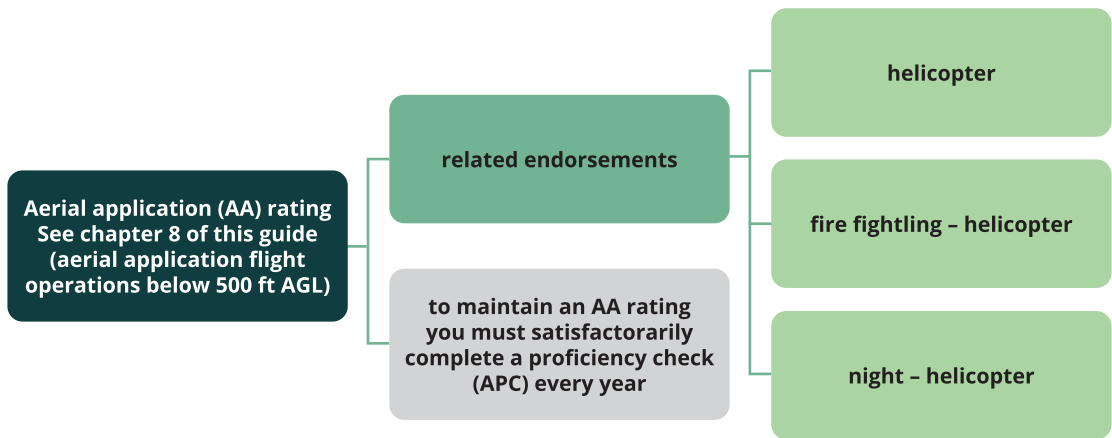 Aerial application (AA) rating
See chapter 8 of this guide
(aerial application flight
operations below 500 ft AGL)
related endorsements
to maintain an AA rating
you must satisfactorarily
complete a proficiency check
(APC) every year
helicopter
fire fightling – helicopter
night – helicopter